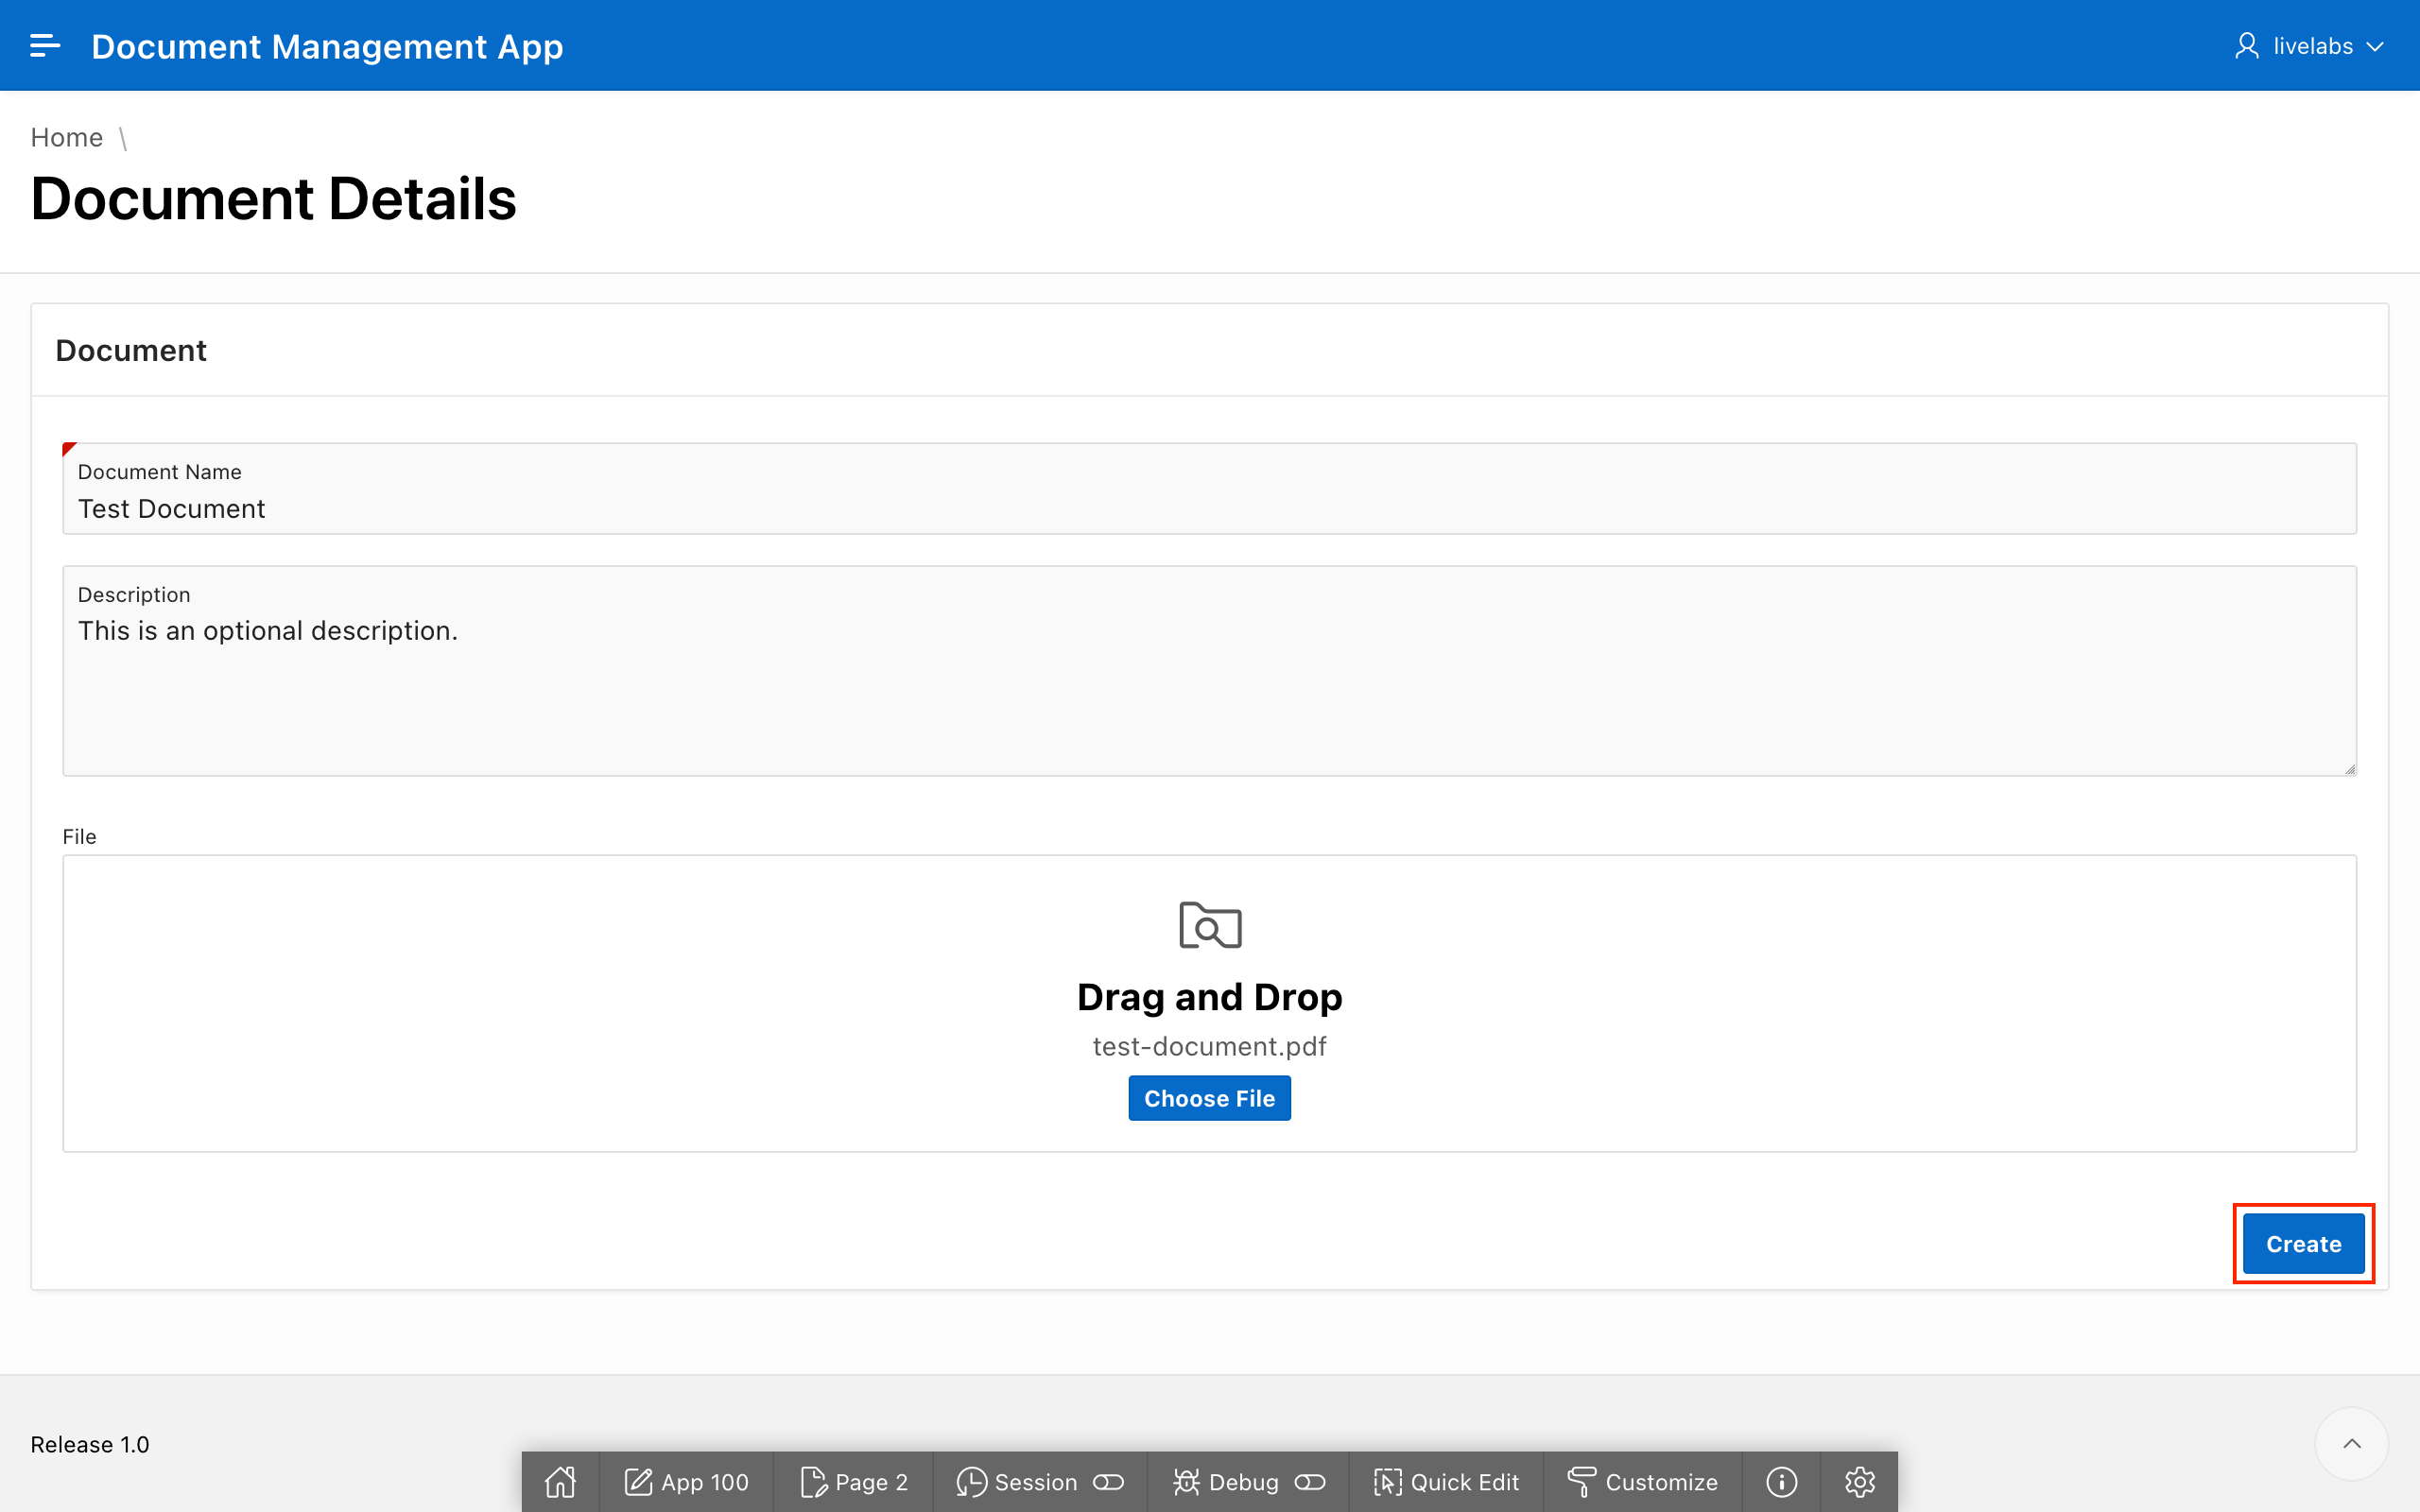 Document Management App
livelabs
Home \
Document Details
Document
Document Name
Test Document
Description
This is an optional description.
File
Drag and Drop
test-document.pdf
Choose File
Create
Release 1.0
App 100 Page 2 Session Debug Quick Edit Customize